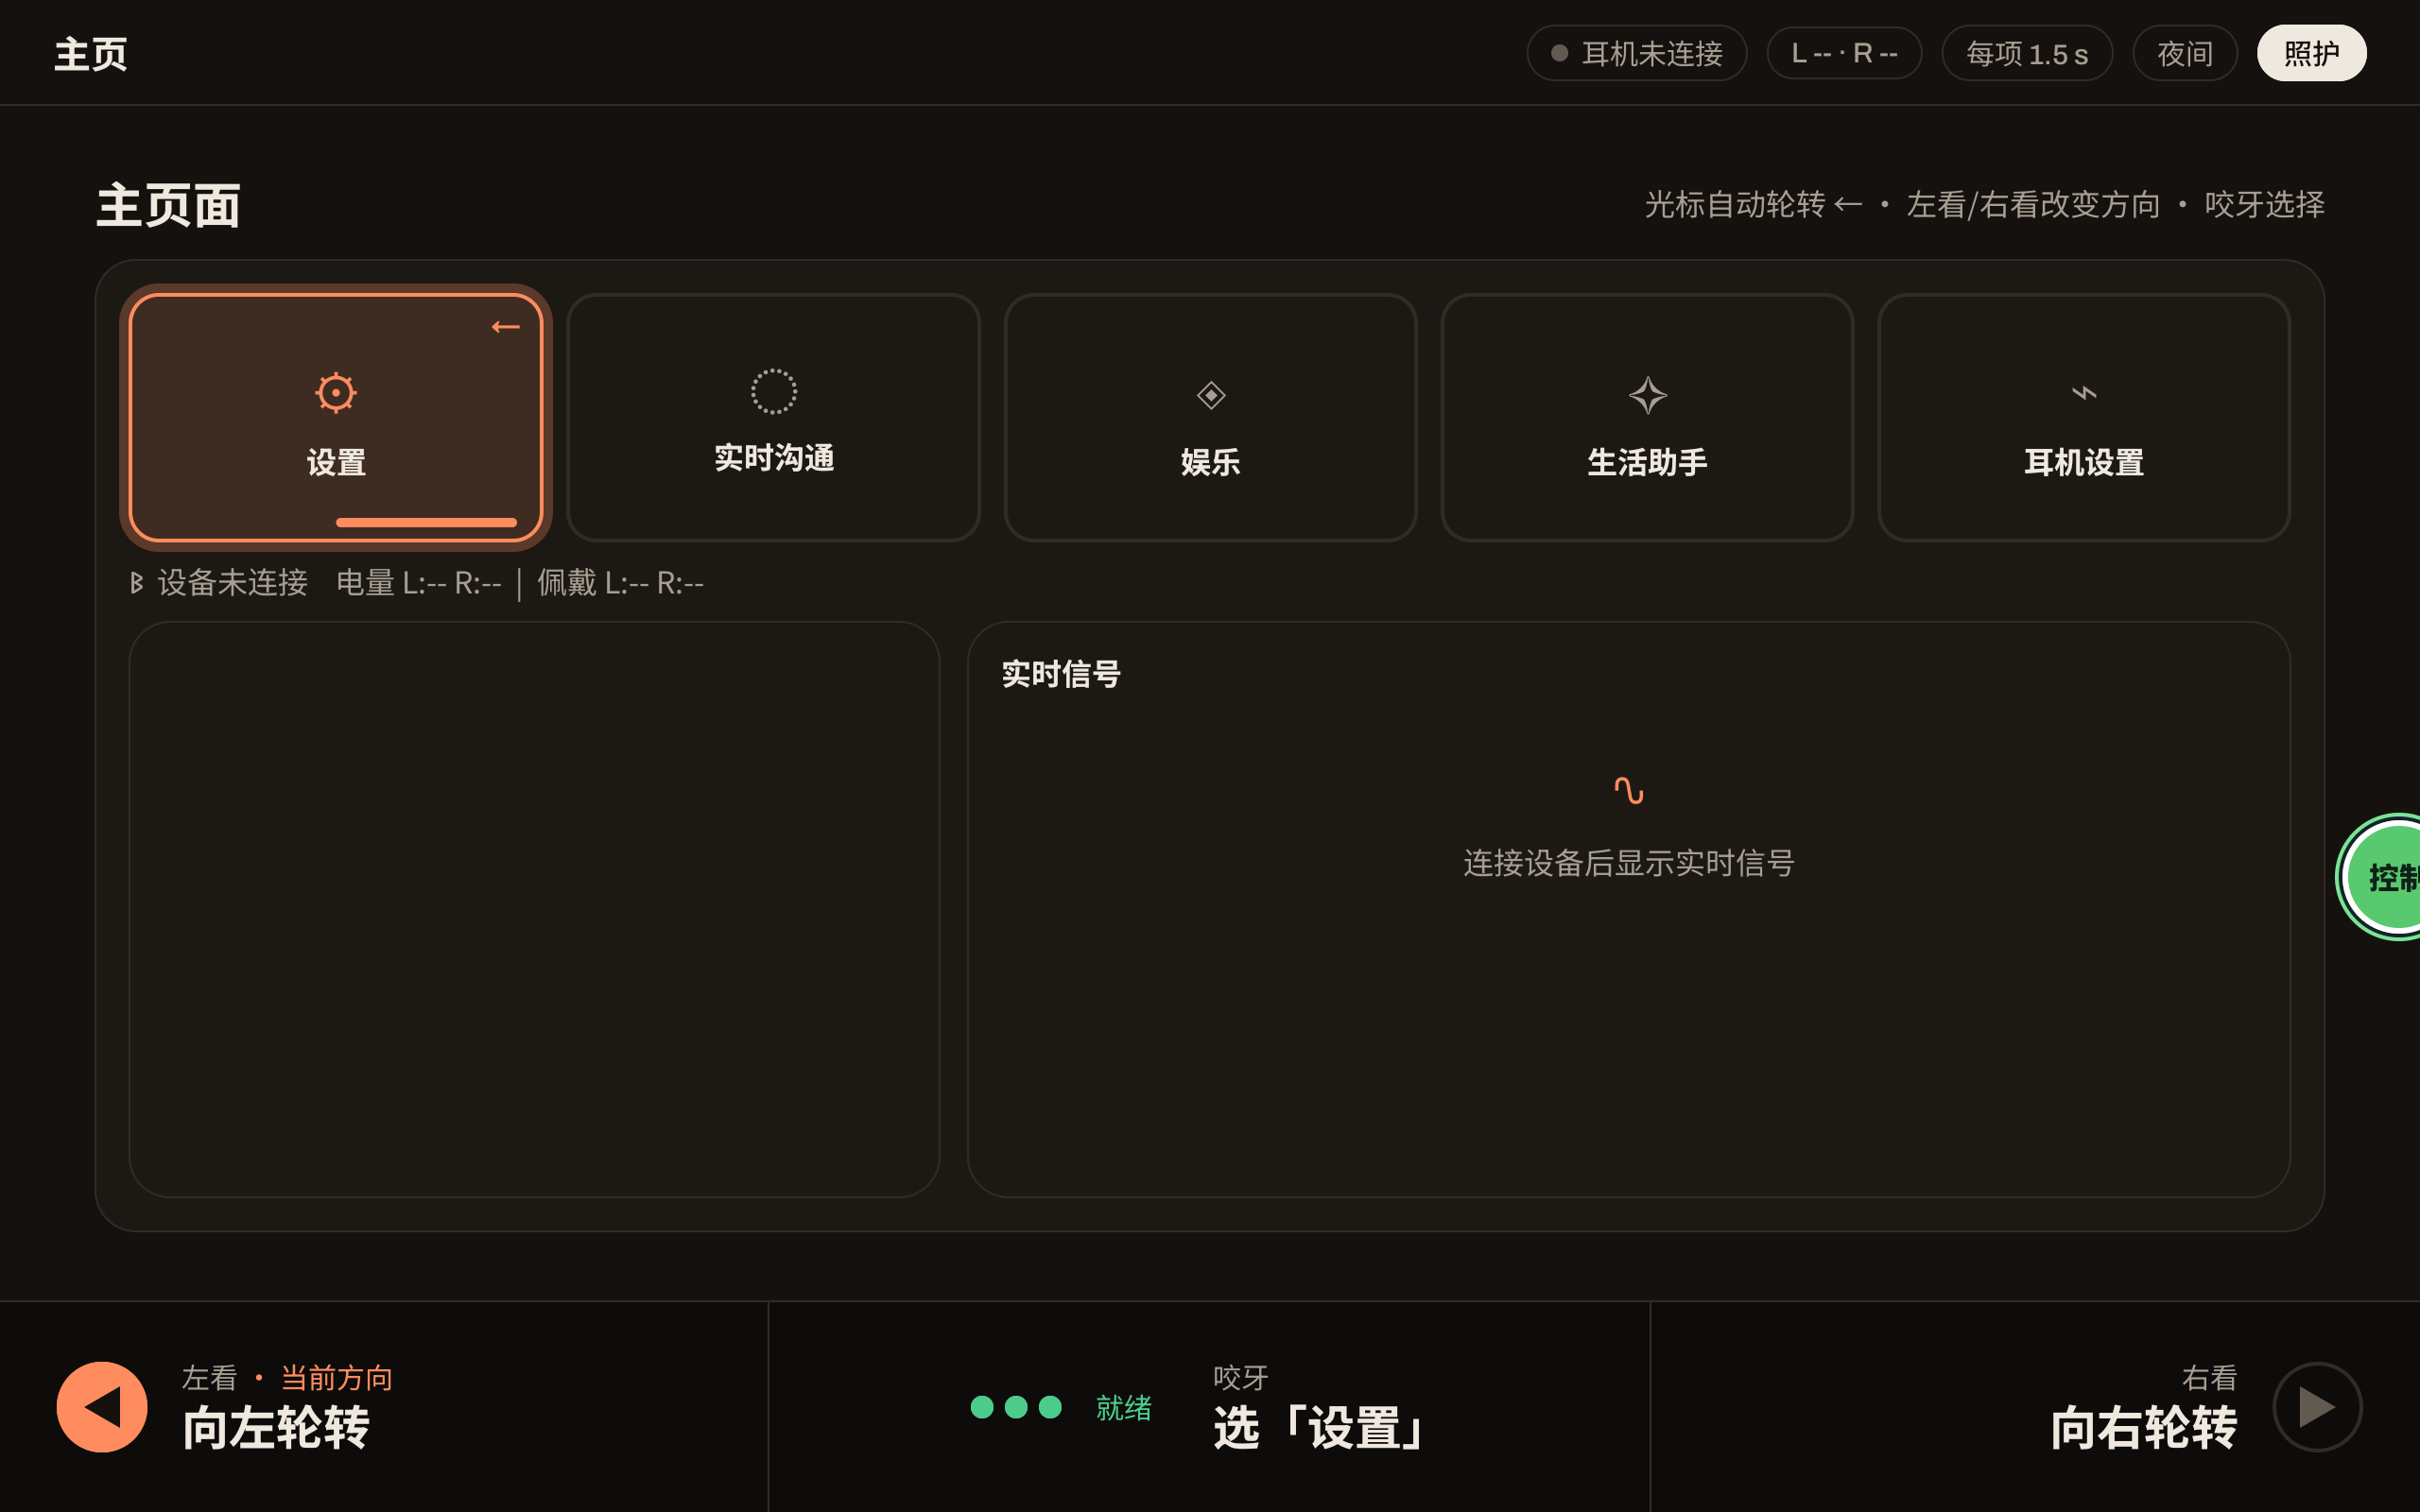 主页
耳机未连接
L -- · R --
每项 1.5 s
夜间
照护
主页面
光标自动轮转 ← · 左看/右看改变方向 · 咬牙选择
←
设置
实时沟通
娱乐
生活助手
耳机设置
设备未连接 电量 L:-- R:-- | 佩戴 L:-- R:--
实时信号
连接设备后显示实时信号
控制
左看 · 当前方向
向左轮转
就绪
咬牙
选「设置」
右看
向右轮转